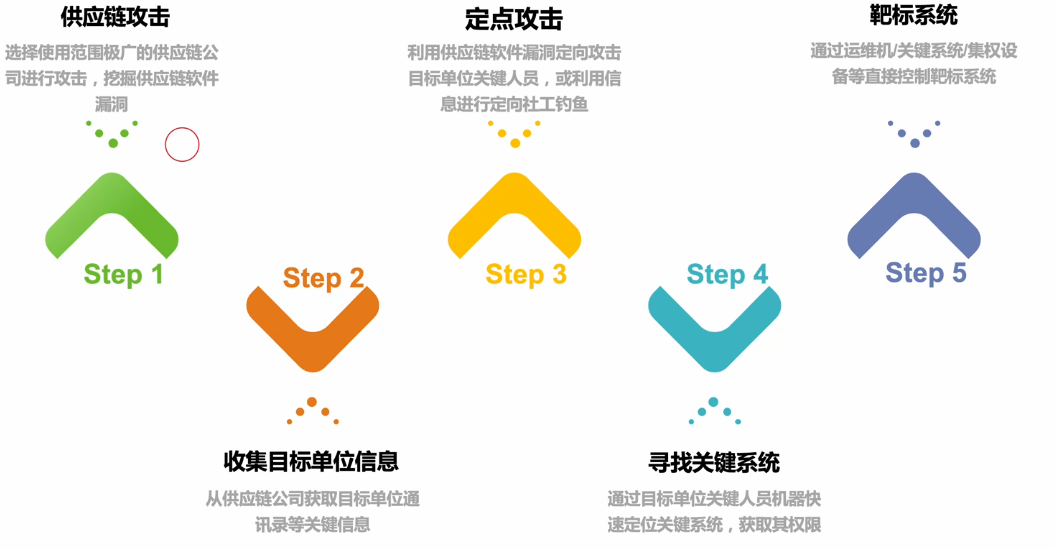 供应链攻击
选择使用范围极广的供应链公
司进行攻击，挖掘供应链软件
漏洞
Step 1
Step 2
收集目标单位信息
从供应链公司获取目标单位通
讯录等关键信息
定点攻击
利用供应链软件漏洞定向攻击
目标单位关键人员，或利用信
息进行定向社工钓鱼
Step 3
Step 4
寻找关键系统
通过目标单位关键人员机器快
速定位关键系统，获取其权限
靶标系统
通过运维机/关键系统/集权设
备等直接控制靶标系统
Step 5